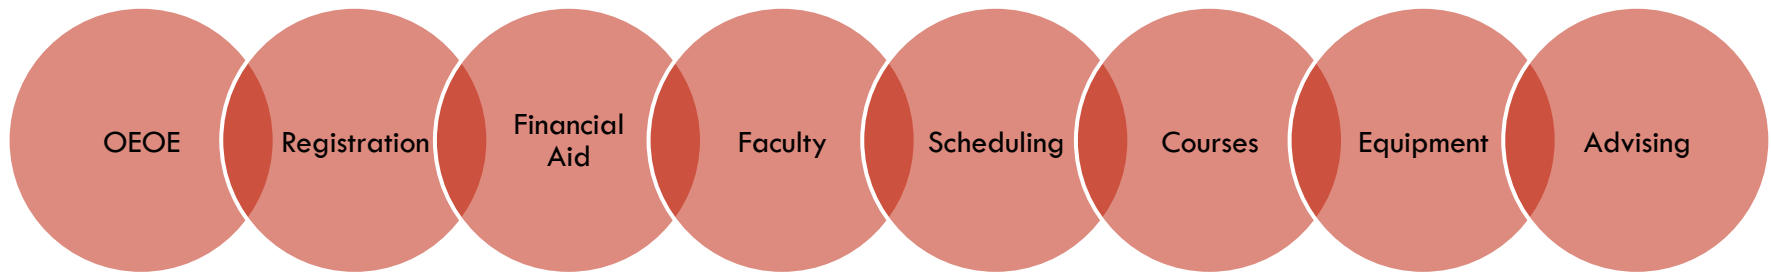 OEOE
Registration
Financial
Aid
Faculty
Scheduling
Courses
Equipment
Advising